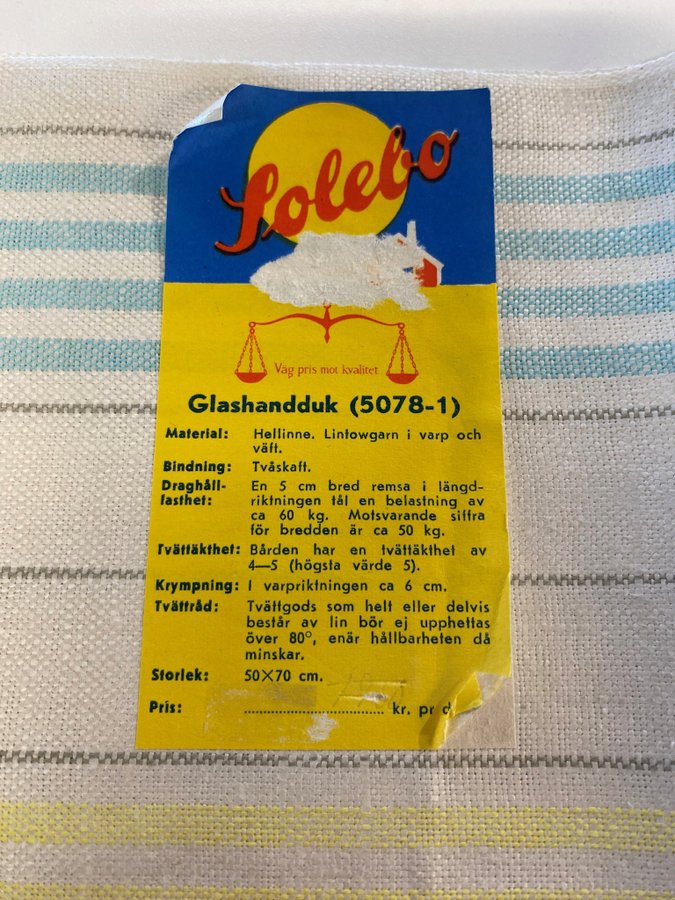 Solebo
Väg pris mot kvalitet
Glashandduk (5078-1)
Material: Hellinne. Lintowgarn i varp och
väft.
Bindning: Tvåskaft.
Draghåll- En 5 cm bred remsa i längd-
fasthet: riktningen tål en belastning av
ca 60 kg. Motsvarande siffra
för bredden är ca 50 kg.
Tvättäkthet: Bården har en tvättäkthet av
4—5 (högsta värde 5).
Krympning: I varpriktningen ca 6 cm.
Tvättråd: Tvättgods som helt eller delvis
består av lin bör ej upphettas
över 80°, enär hållbarheten då
minskar.
Storlek: 50×70 cm.
Pris: ................................ kr. pr